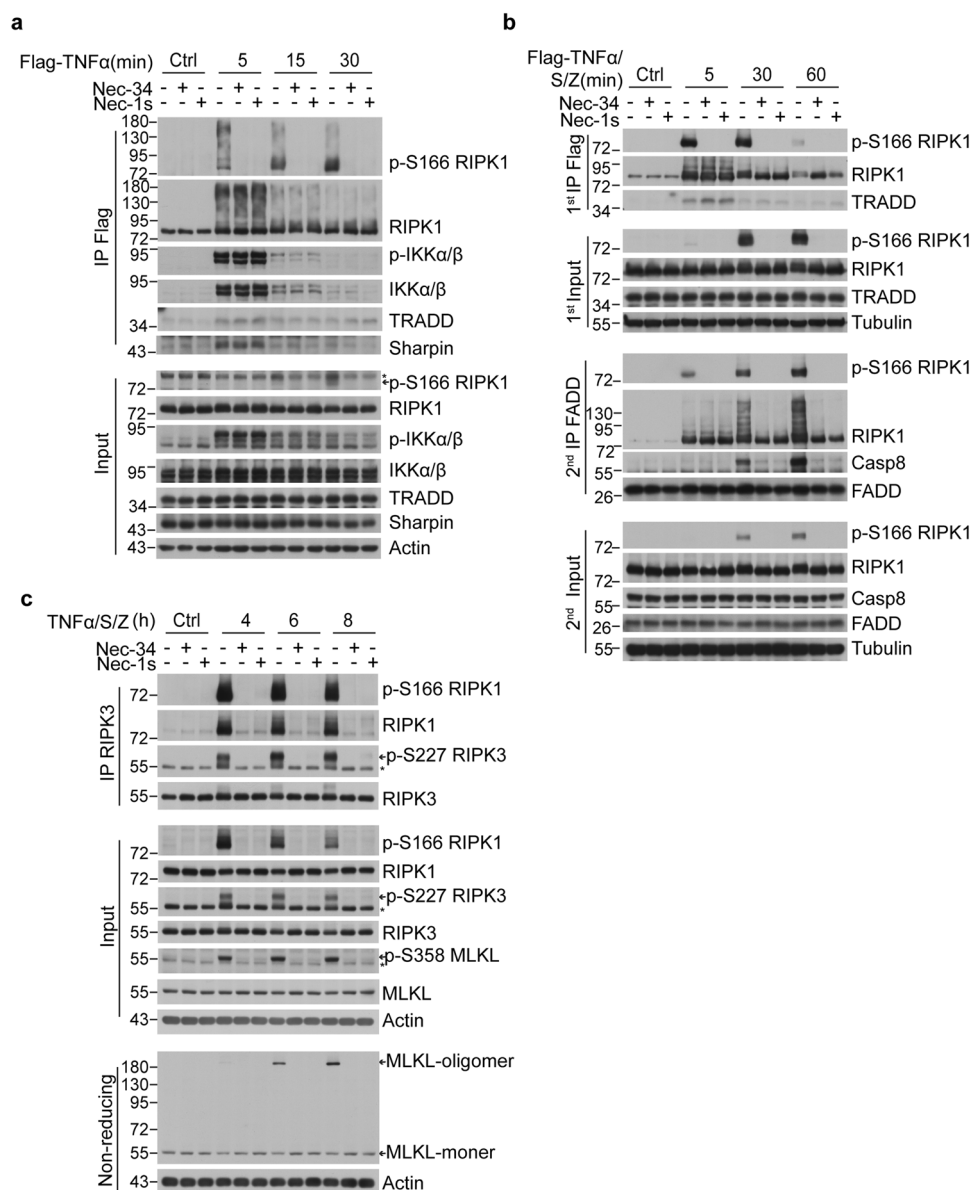 a
Flag-TNFα(min) Ctrl 5 15 30
Nec-34 - + - - + - - + - - + -
Nec-1s - - + - - + - - + - - +
IP Flag
180
130
95
72
p-S166 RIPK1
180
130
95
72
RIPK1
95
p-IKKα/β
95
IKKα/β
34
TRADD
43
Sharpin
Input
*
p-S166 RIPK1
72
RIPK1
95
p-IKKα/β
95
IKKα/β
34
TRADD
43
Sharpin
43
Actin
b
Flag-TNFα/
S/Z(min) Ctrl 5 30 60
Nec-34 - + - - + - - + - - + -
Nec-1s - - + - - + - - + - - +
1st IP Flag
72
p-S166 RIPK1
95
72
RIPK1
34
TRADD
1st Input
72
p-S166 RIPK1
72
RIPK1
34
TRADD
55
Tubulin
2nd IP FADD
72
p-S166 RIPK1
130
95
72
RIPK1
55
Casp8
26
FADD
2nd Input
72
p-S166 RIPK1
72
RIPK1
55
Casp8
26
FADD
55
Tubulin
c
TNFα/S/Z (h) Ctrl 4 6 8
Nec-34 - + - - + - - + - - + -
Nec-1s - - + - - + - - + - - +
IP RIPK3
72
p-S166 RIPK1
72
RIPK1
55
p-S227 RIPK3
*
55
RIPK3
Input
72
p-S166 RIPK1
72
RIPK1
55
p-S227 RIPK3
*
55
RIPK3
55
p-S358 MLKL
*
55
MLKL
43
Actin
Non-reducing
180
130
95
72
55
43
MLKL-oligomer
MLKL-moner
Actin